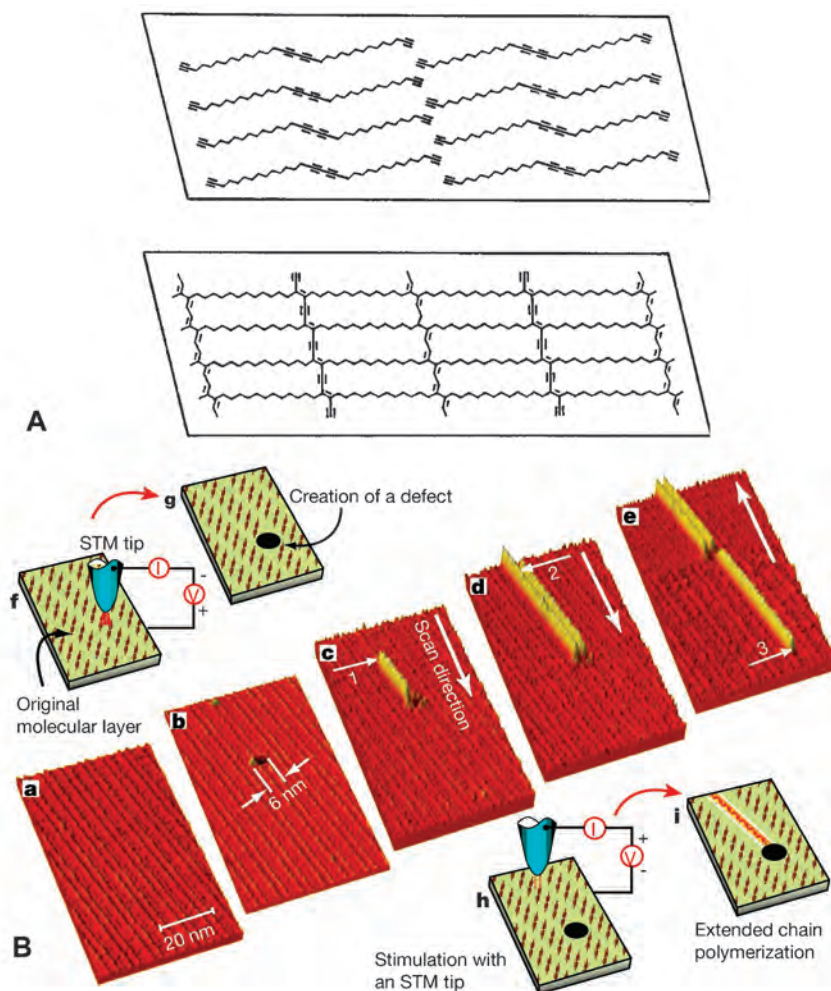 A
g
Creation of a defect
STM tip
I
-
V
+
f
Original
molecular layer
e
3
d
2
c
1
Scan direction
b
6 nm
a
20 nm
B
I
+
V
-
h
Stimulation with
an STM tip
i
Extended chain
polymerization